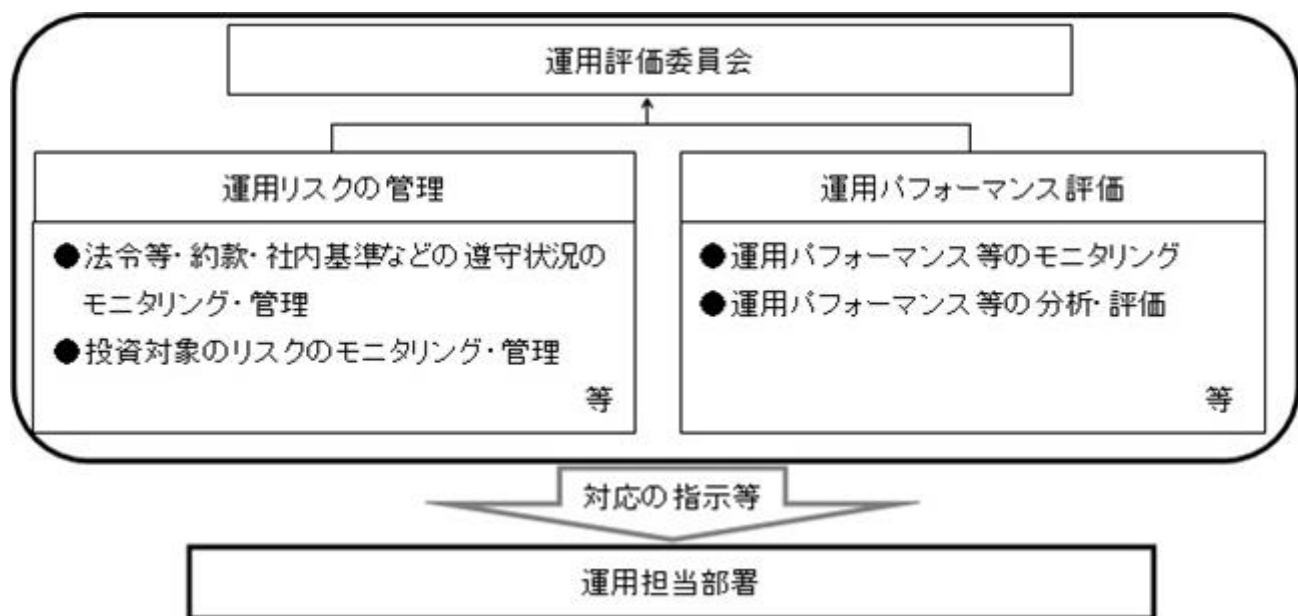 運用評価委員会
運用リスクの管理
●法令等・約款・社内基準などの遵守状況の
モニタリング・管理
●投資対象のリスクのモニタリング・管理
等
運用パフォーマンス評価
●運用パフォーマンス等のモニタリング
●運用パフォーマンス等の分析・評価
等
対応の指示等
運用担当部署